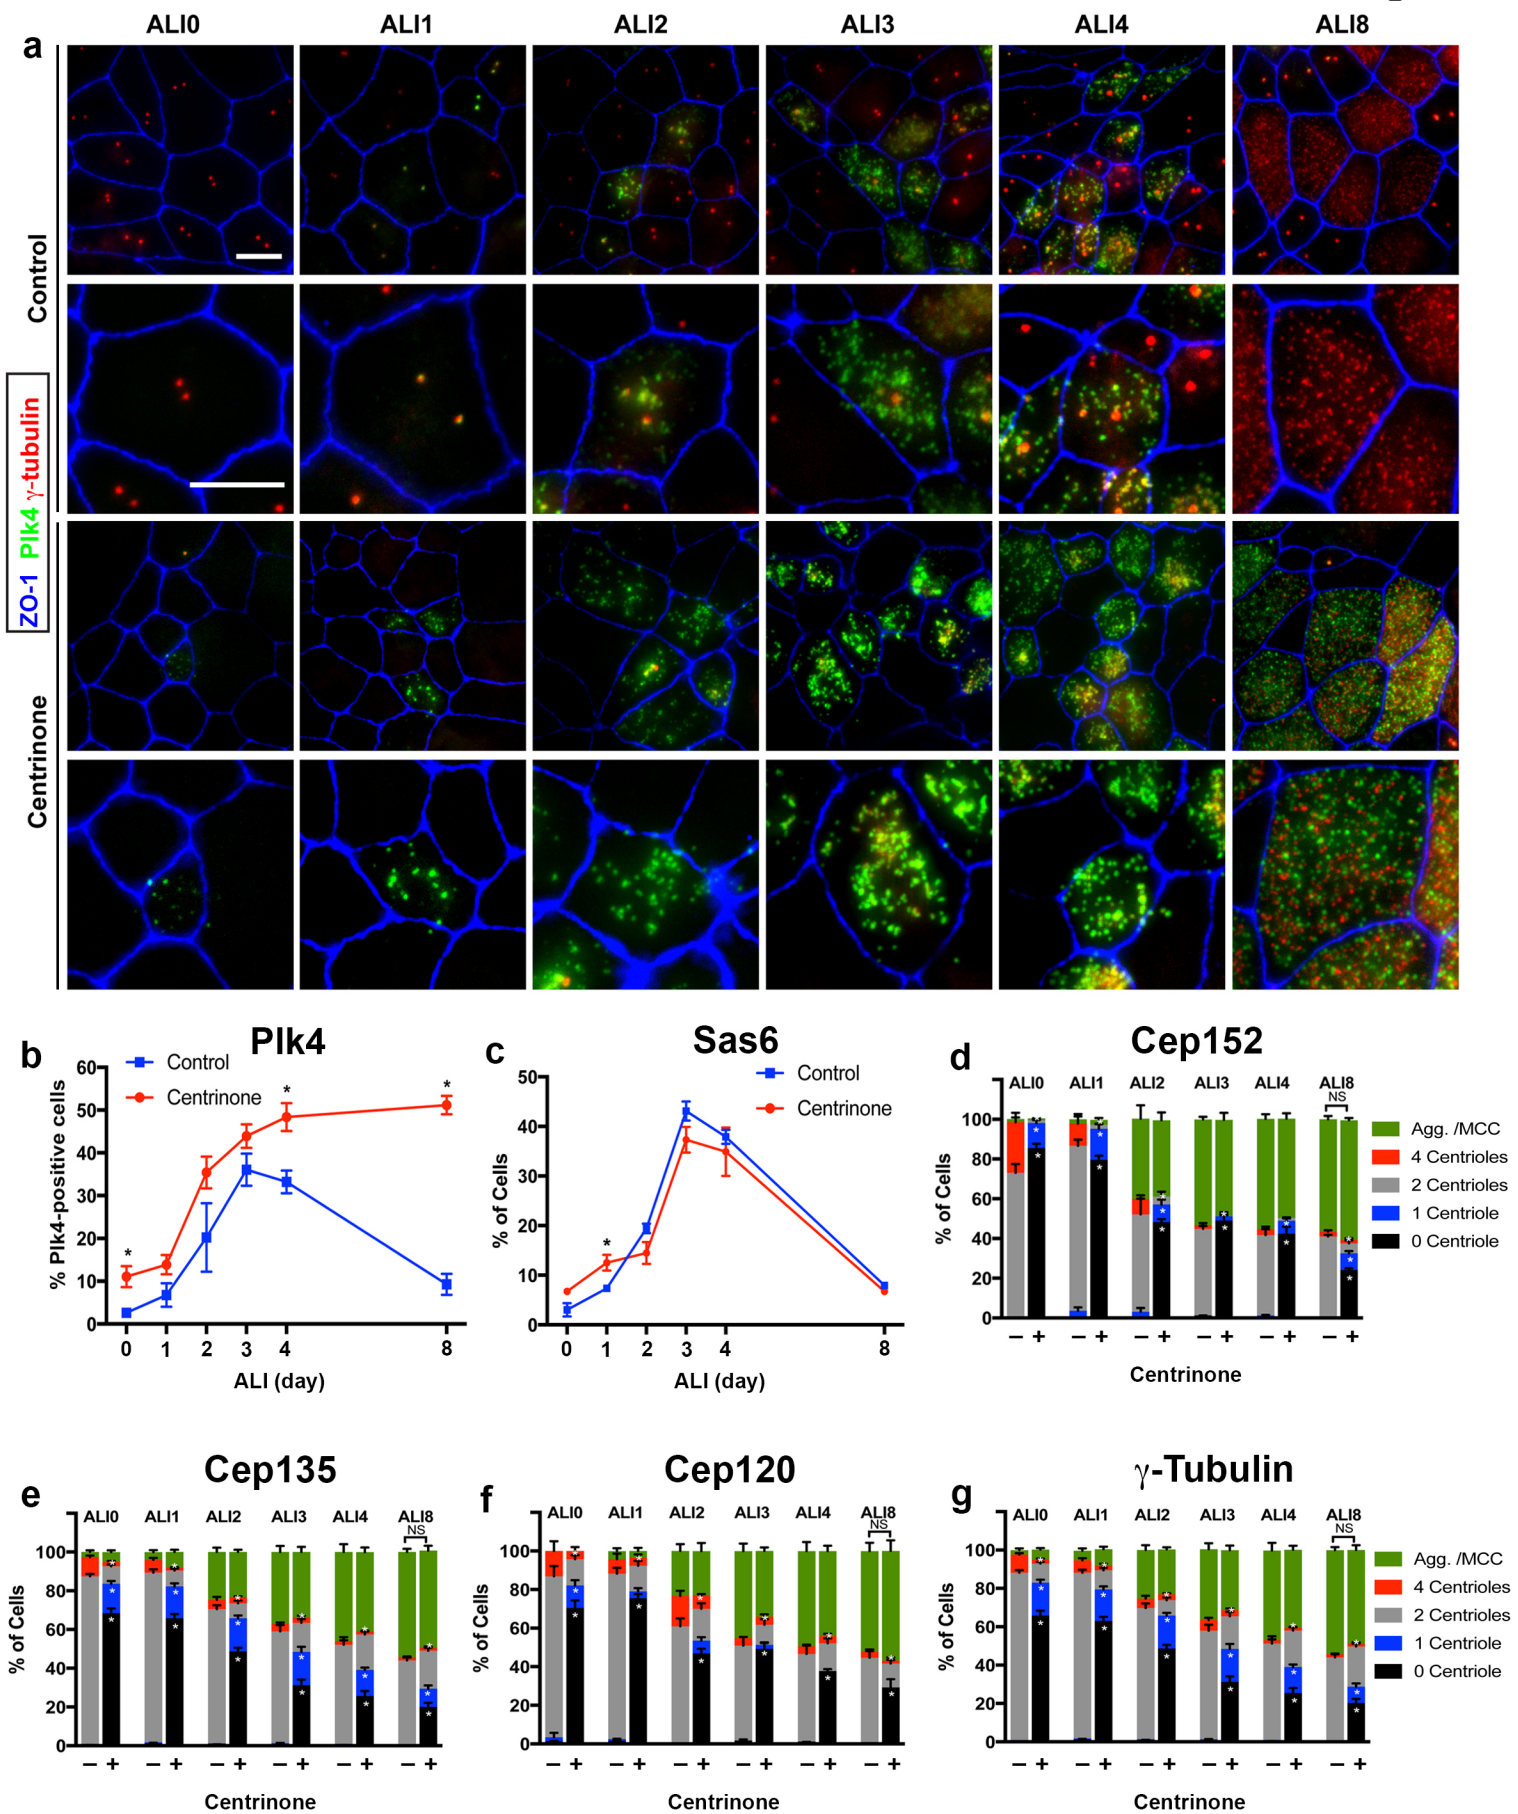 ALI0 ALI1 ALI2 ALI3 ALI4 ALI8
a
Control
Centrinone
ZO-1 Plk4 γ-tubulin
b
Plk4
Control
Centrinone
% Plk4-positive cells
60
50
40
30
20
10
0
* * *
0 1 2 3 4 8
ALI (day)
c
Sas6
Control
Centrinone
% of Cells
50
40
30
20
10
0
*
0 1 2 3 4 8
ALI (day)
d
Cep152
ALI0 ALI1 ALI2 ALI3 ALI4 ALI8
NS
% of Cells
100
80
60
40
20
0
– + – + – + – + – + – +
Centrinone
Agg. /MCC
4 Centrioles
2 Centrioles
1 Centriole
0 Centriole
e
Cep135
ALI0 ALI1 ALI2 ALI3 ALI4 ALI8
NS
% of Cells
100
80
60
40
20
0
– + – + – + – + – + – +
Centrinone
f
Cep120
ALI0 ALI1 ALI2 ALI3 ALI4 ALI8
NS
% of Cells
100
80
60
40
20
0
– + – + – + – + – + – +
Centrinone
g
γ-Tubulin
ALI0 ALI1 ALI2 ALI3 ALI4 ALI8
NS
% of Cells
100
80
60
40
20
0
– + – + – + – + – + – +
Centrinone
Agg. /MCC
4 Centrioles
2 Centrioles
1 Centriole
0 Centriole